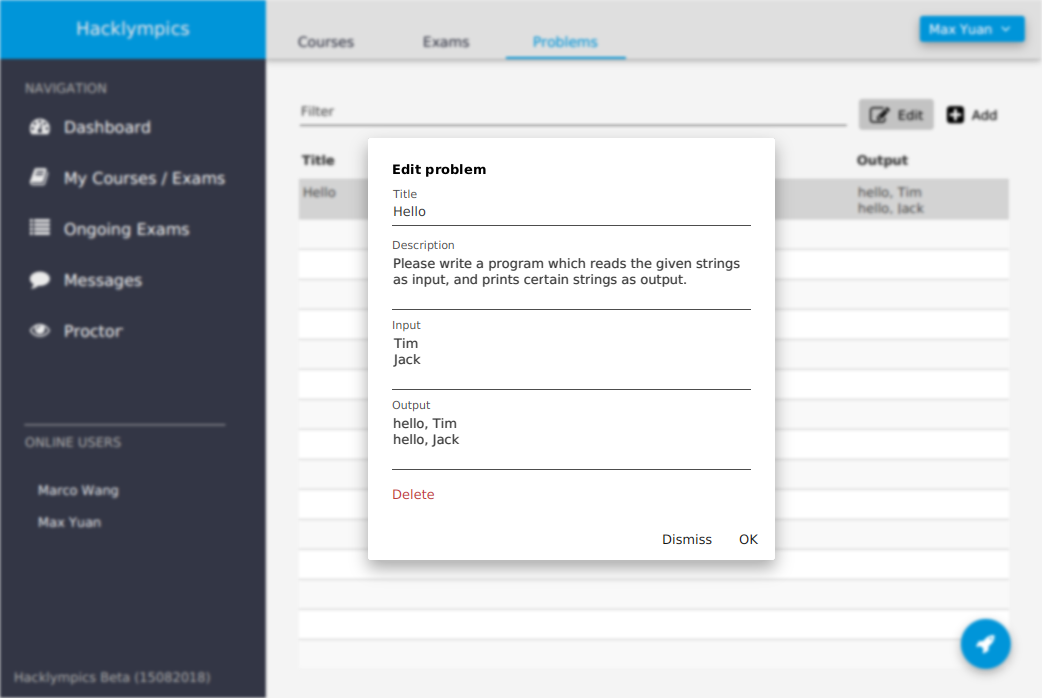 Hacklympics
Courses
Exams
Problems
Max Yuan
NAVIGATION
Dashboard
My Courses / Exams
Ongoing Exams
Messages
Proctor
ONLINE USERS
Marco Wang
Max Yuan
Hacklympics Beta (15082018)
Filter
Edit
Add
Title
Output
Hello
hello, Tim
hello, Jack
Edit problem
Title
Hello
Description
Please write a program which reads the given strings
as input, and prints certain strings as output.
Input
Tim
Jack
Output
hello, Tim
hello, Jack
Delete
Dismiss
OK